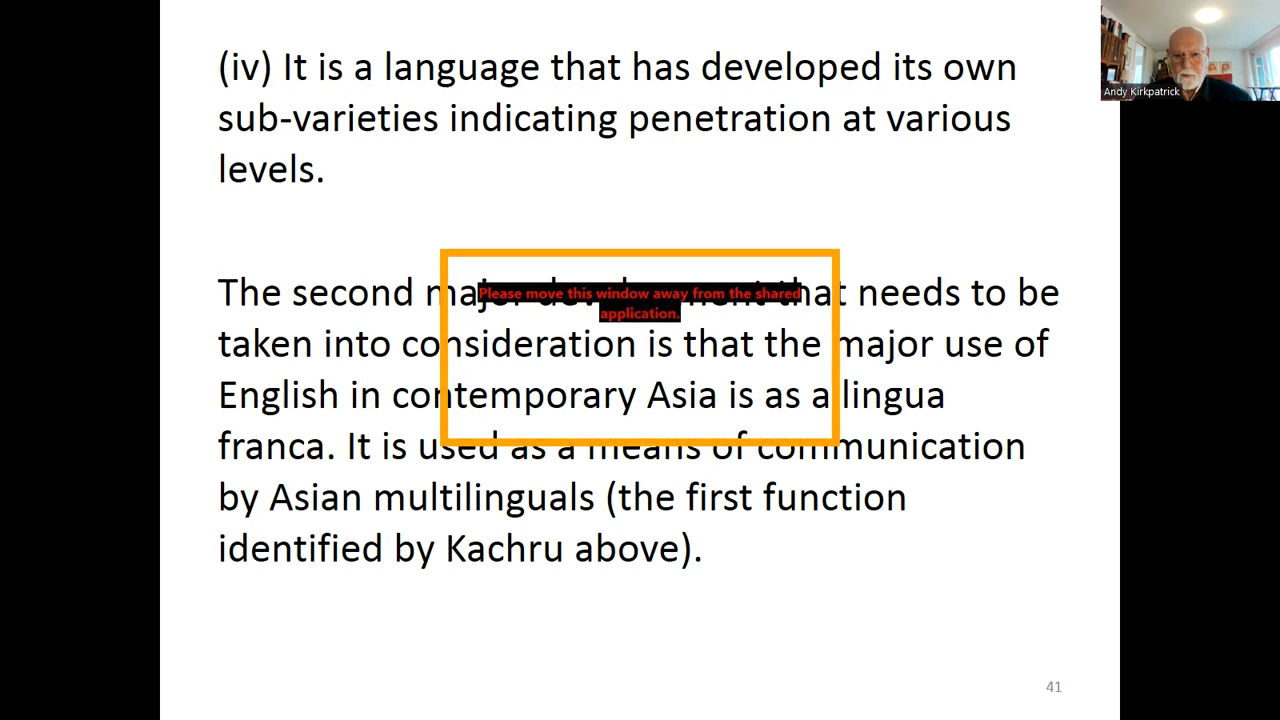 (iv) It is a language that has developed its own
sub-varieties indicating penetration at various
levels.
Andy Kirkpatrick
The second major development that needs to be
Please move this window away from the shared
application.
taken into consideration is that the major use of
English in contemporary Asia is as a lingua
franca. It is used as a means of communication
by Asian multilinguals (the first function
identified by Kachru above).
41